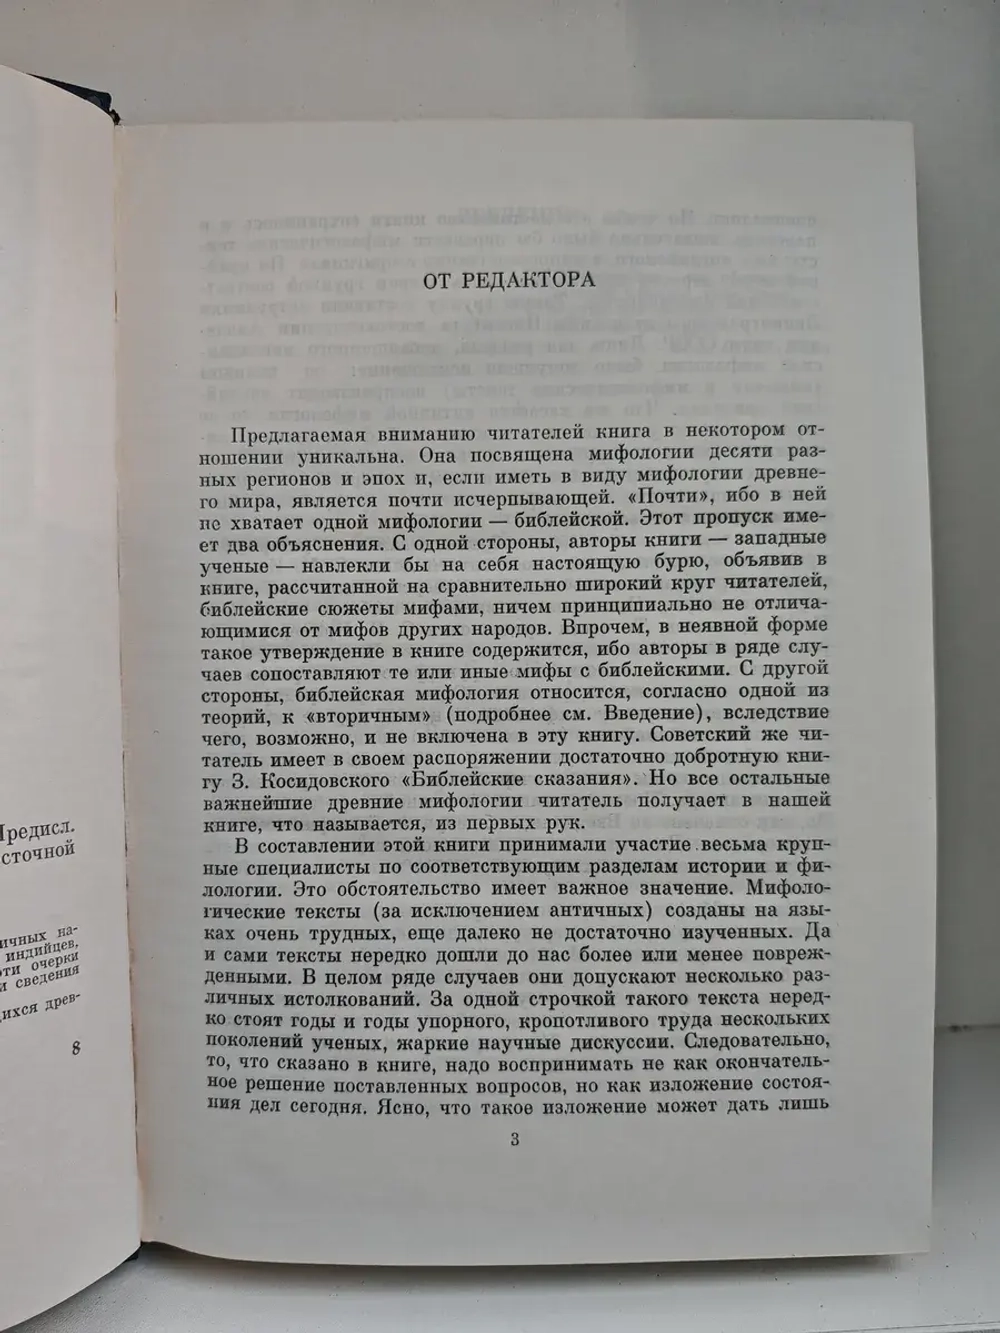 Предисл.
сточной
ичных на-
индийцев,
эти очерки
и сведения
ихся древ-
8
ОТ РЕДАКТОРА
Предлагаемая вниманию читателей книга в некотором от-
ношении уникальна. Она посвящена мифологии десяти раз-
ных регионов и эпох и, если иметь в виду мифологии древне-
го мира, является почти исчерпывающей. «Почти», ибо в ней
не хватает одной мифологии — библейской. Этот пропуск име-
ет два объяснения. С одной стороны, авторы книги — западные
ученые — навлекли бы на себя настоящую бурю, объявив в
книге, рассчитанной на сравнительно широкий круг читателей,
библейские сюжеты мифами, ничем принципиально не отлича-
ющимися от мифов других народов. Впрочем, в неявной форме
такое утверждение в книге содержится, ибо авторы в ряде слу-
чаев сопоставляют те или иные мифы с библейскими. С другой
стороны, библейская мифология относится, согласно одной из
теорий, к «вторичным» (подробнее см. Введение), вследствие
чего, возможно, и не включена в эту книгу. Советский же чи-
татель имеет в своем распоряжении достаточно добротную кни-
гу З. Косидовского «Библейские сказания». Но все остальные
важнейшие древние мифологии читатель получает в нашей
книге, что называется, из первых рук.
В составлении этой книги принимали участие весьма круп-
ные специалисты по соответствующим разделам истории и фи-
лологии. Это обстоятельство имеет важное значение. Мифоло-
гические тексты (за исключением античных) созданы на язы-
ках очень трудных, еще далеко не достаточно изученных. Да
и сами тексты нередко дошли до нас более или менее повреж-
денными. В целом ряде случаев они допускают несколько раз-
личных истолкований. За одной строчкой такого текста неред-
ко стоят годы и годы упорного, кропотливого труда нескольких
поколений ученых, жаркие научные дискуссии. Следовательно,
то, что сказано в книге, надо воспринимать не как окончатель-
ное решение поставленных вопросов, но как изложение состоя-
ния дел сегодня. Ясно, что такое изложение может дать лишь
3